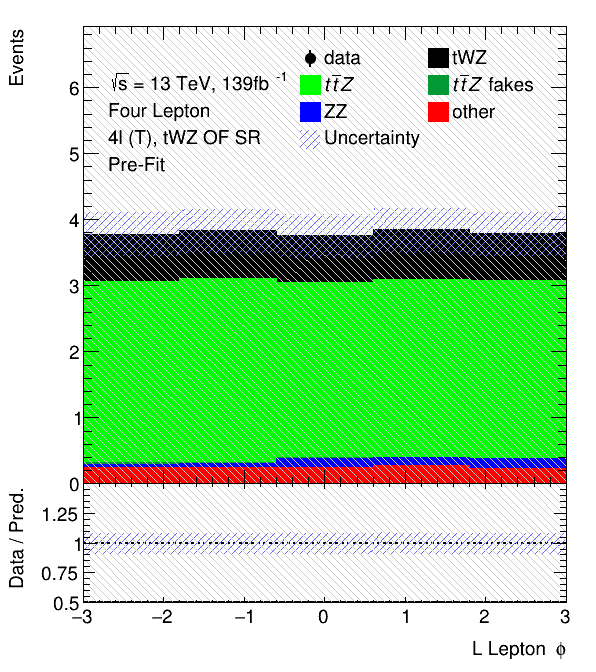 Events
data
tWZ
√s = 13 TeV, 139fb⁻¹
tt̄Z
tt̄Z fakes
Four Lepton
ZZ
other
4l (T), tWZ OF SR
Uncertainty
Pre-Fit
6
5
4
3
2
1
0
Data / Pred.
1.25
1
0.75
0.5
−3 −2 −1 0 1 2 3
L Lepton ϕ